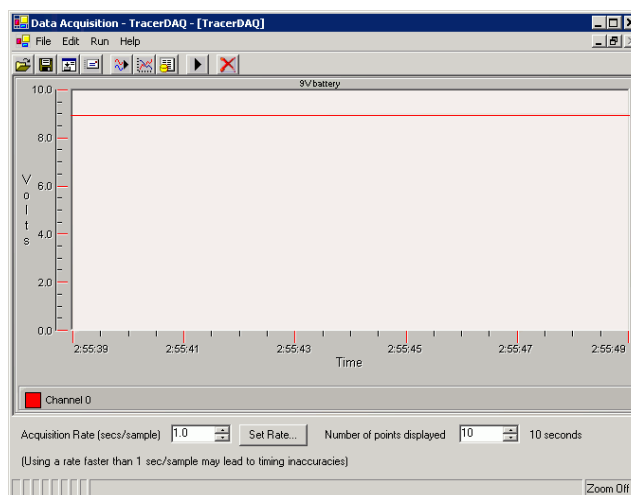 Data Acquisition - TracerDAQ - [TracerDAQ]
File Edit Run Help
9V battery
10.0
8.0
6.0
4.0
2.0
0.0
Volts
2:55:39 2:55:41 2:55:43 2:55:45 2:55:47 2:55:49
Time
Channel 0
Acquisition Rate (secs/sample) 1.0 Set Rate... Number of points displayed 10 10 seconds
(Using a rate faster than 1 sec/sample may lead to timing inaccuracies)
Zoom Off